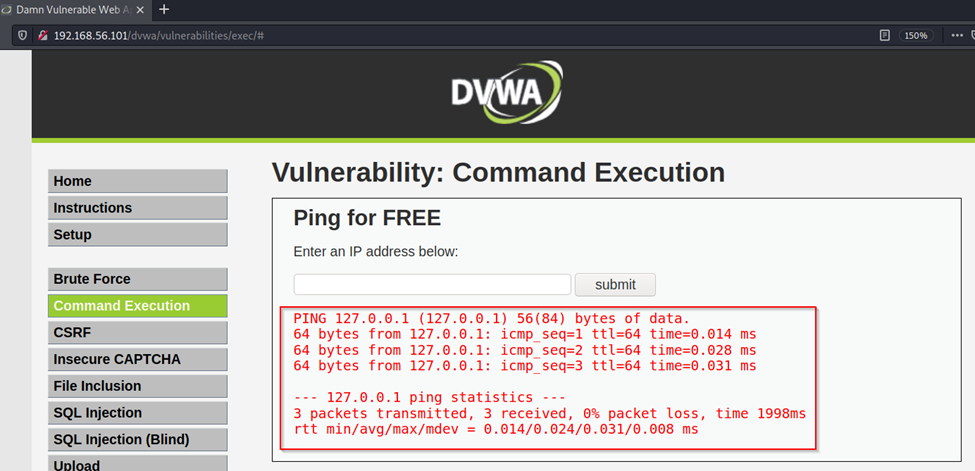 Damn Vulnerable Web A
192.168.56.101/dvwa/vulnerabilities/exec/#
150%
DVWA
Home
Instructions
Setup
Brute Force
Command Execution
CSRF
Insecure CAPTCHA
File Inclusion
SQL Injection
SQL Injection (Blind)
Upload
Vulnerability: Command Execution
Ping for FREE
Enter an IP address below:
submit
PING 127.0.0.1 (127.0.0.1) 56(84) bytes of data.
64 bytes from 127.0.0.1: icmp_seq=1 ttl=64 time=0.014 ms
64 bytes from 127.0.0.1: icmp_seq=2 ttl=64 time=0.028 ms
64 bytes from 127.0.0.1: icmp_seq=3 ttl=64 time=0.031 ms
--- 127.0.0.1 ping statistics ---
3 packets transmitted, 3 received, 0% packet loss, time 1998ms
rtt min/avg/max/mdev = 0.014/0.024/0.031/0.008 ms